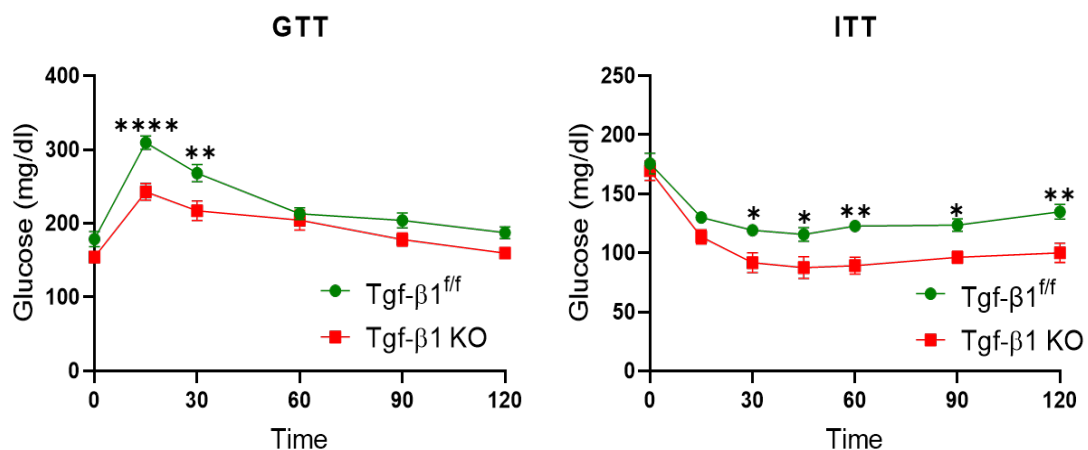 GTT
Glucose (mg/dl)
400
300
200
100
0
****
**
Tgf-β1f/f
Tgf-β1 KO
0 30 60 90 120
Time
ITT
Glucose (mg/dl)
250
200
150
100
50
0
* * ** * **
Tgf-β1f/f
Tgf-β1 KO
0 30 60 90 120
Time